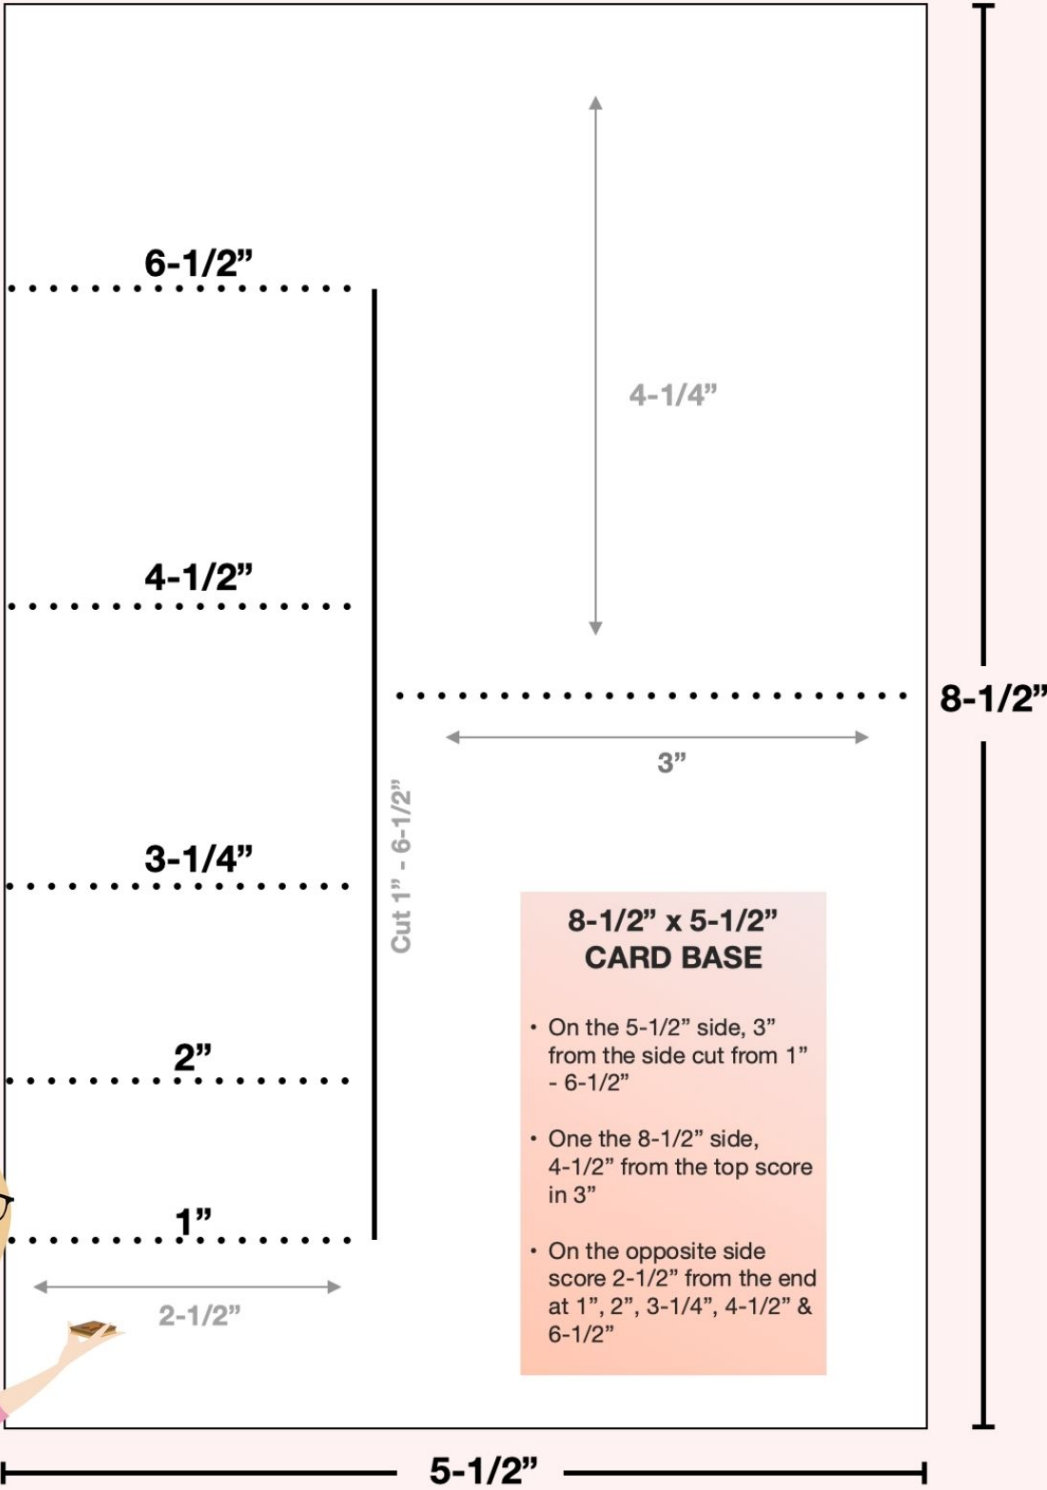 6-1/2”
4-1/4”
4-1/2”
8-1/2”
3”
Cut 1” - 6-1/2”
3-1/4”
2”
1”
2-1/2”
8-1/2” x 5-1/2”
CARD BASE
• On the 5-1/2” side, 3”
from the side cut from 1”
- 6-1/2”
• One the 8-1/2” side,
4-1/2” from the top score
in 3”
• On the opposite side
score 2-1/2” from the end
at 1”, 2”, 3-1/4”, 4-1/2” &
6-1/2”
5-1/2”